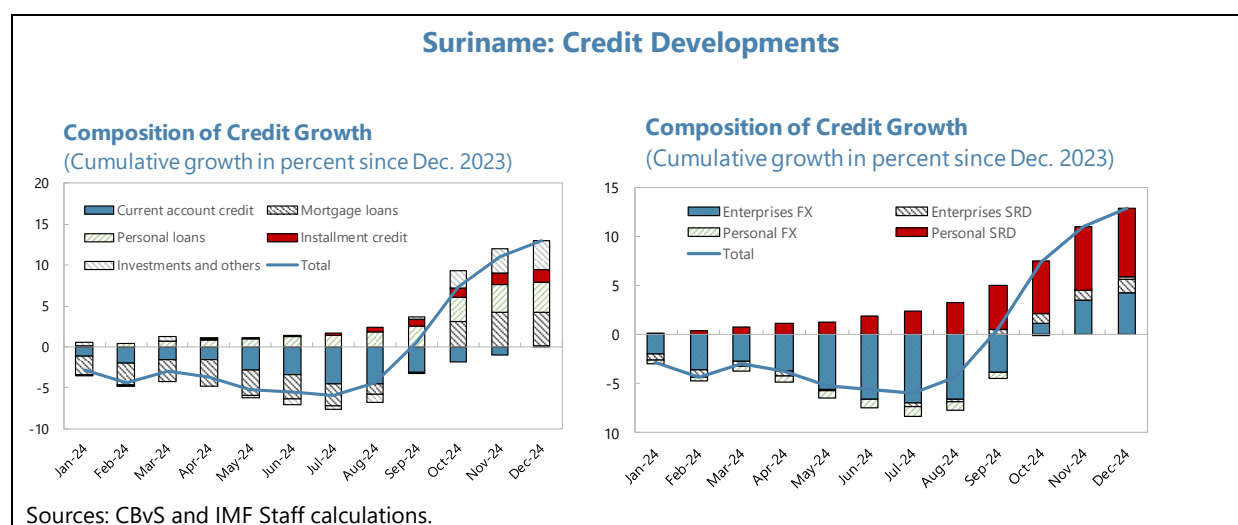 Suriname: Credit Developments
Composition of Credit Growth
(Cumulative growth in percent since Dec. 2023)
20
15
10
5
0
-5
-10
Current account credit
Mortgage loans
Personal loans
Installment credit
Investments and others
Total
Jan-24
Feb-24
Mar-24
Apr-24
May-24
Jun-24
Jul-24
Aug-24
Sep-24
Oct-24
Nov-24
Dec-24
Composition of Credit Growth
(Cumulative growth in percent since Dec. 2023)
15
10
5
0
5
10
Enterprises FX
Enterprises SRD
Personal FX
Personal SRD
Total
Jan-24
Feb-24
Mar-24
Apr-24
May-24
Jun-24
Jul-24
Aug-24
Sep-24
Oct-24
Nov-24
Dec-24
Sources: CBvS and IMF Staff calculations.